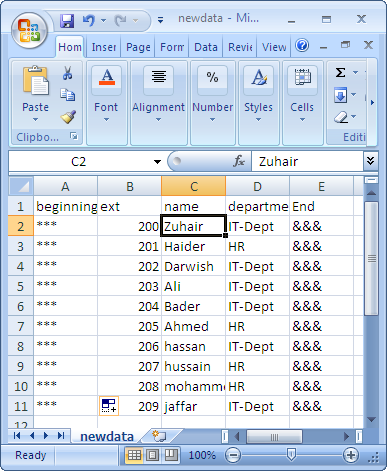 newdata - Mi...
Hom Inser Page Form Data Revie View
Paste Font Alignment Number Styles Cells Σ
Clipbo... Editi
C2 fx Zuhair
A B C D E
1 beginning ext name departme End
2 *** 200 Zuhair IT-Dept &&&
3 *** 201 Haider HR &&&
4 *** 202 Darwish IT-Dept &&&
5 *** 203 Ali IT-Dept &&&
6 *** 204 Bader IT-Dept &&&
7 *** 205 Ahmed HR &&&
8 *** 206 hassan IT-Dept &&&
9 *** 207 hussain HR &&&
10 *** 208 mohamme HR &&&
11 *** 209 jaffar IT-Dept &&&
12
newdata
Ready 100%